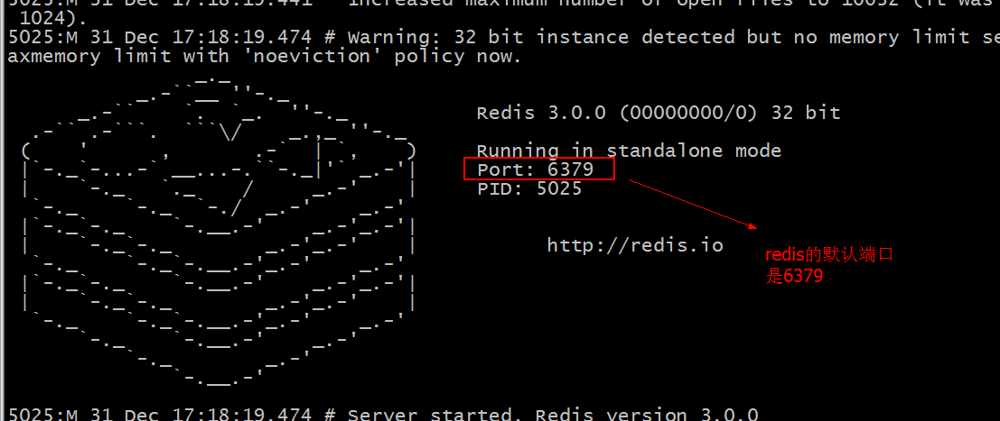 5025:M 31 Dec 17:18:19.441 * Increased maximum number of open files to 10032 (it was
1024).
5025:M 31 Dec 17:18:19.474 # Warning: 32 bit instance detected but no memory limit se
axmemory limit with 'noeviction' policy now.
Redis 3.0.0 (00000000/0) 32 bit
Running in standalone mode
Port: 6379
PID: 5025
http://redis.io
redis的默认端口
是6379
5025:M 31 Dec 17:18:19.474 # Server started, Redis version 3.0.0